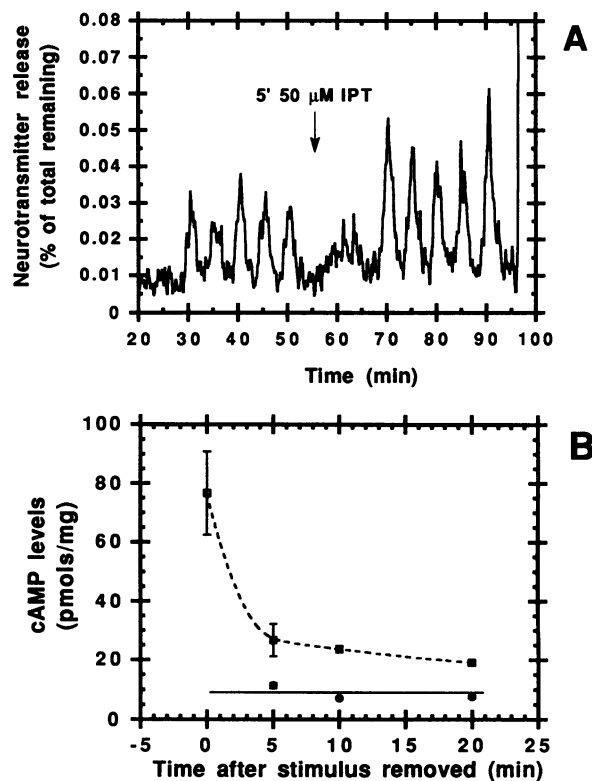 A
Neurotransmitter release
(% of total remaining)
0.08
0.07
0.06
0.05
0.04
0.03
0.02
0.01
0
5' 50 μM IPT
20 30 40 50 60 70 80 90 100
Time (min)
B
cAMP levels
(pmols/mg)
100
80
60
40
20
0
-5 0 5 10 15 20 25
Time after stimulus removed (min)